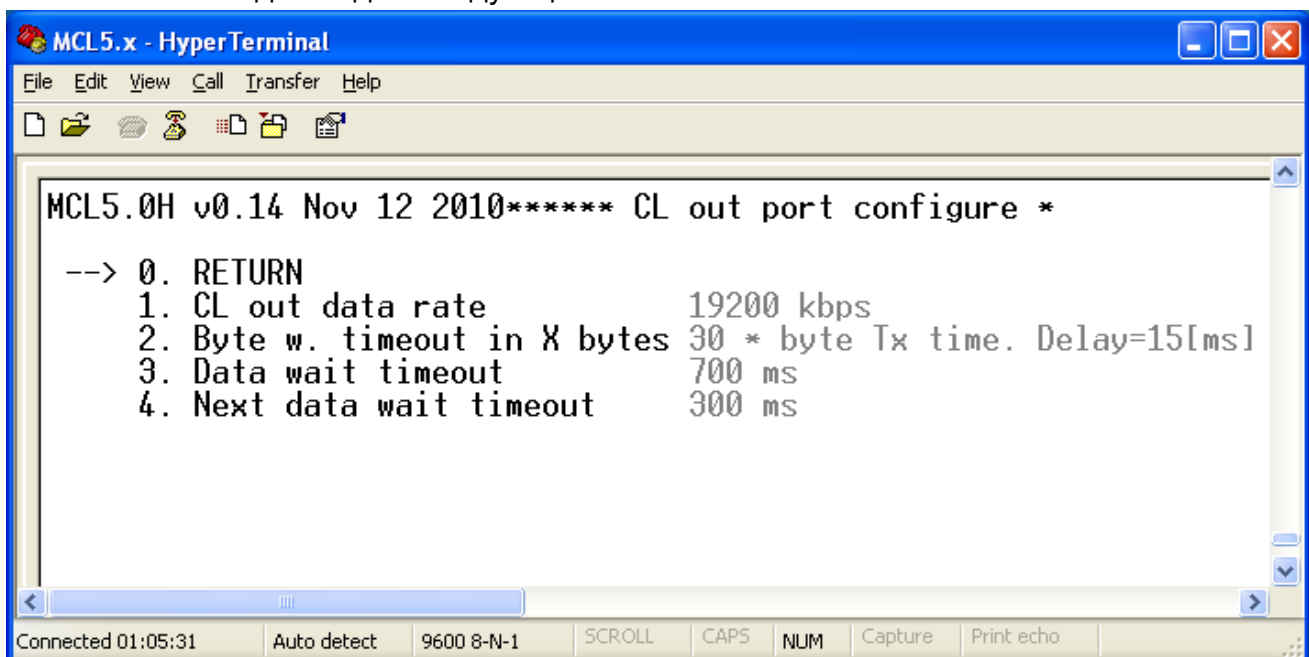 MCL5.x - HyperTerminal
File Edit View Call Transfer Help
MCL5.0H v0.14 Nov 12 2010****** CL out port configure *
--> 0. RETURN
1. CL out data rate 19200 kbps
2. Byte w. timeout in X bytes 30 * byte Tx time. Delay=15[ms]
3. Data wait timeout 700 ms
4. Next data wait timeout 300 ms
Connected 01:05:31 Auto detect 9600 8-N-1 SCROLL CAPS NUM Capture Print echo